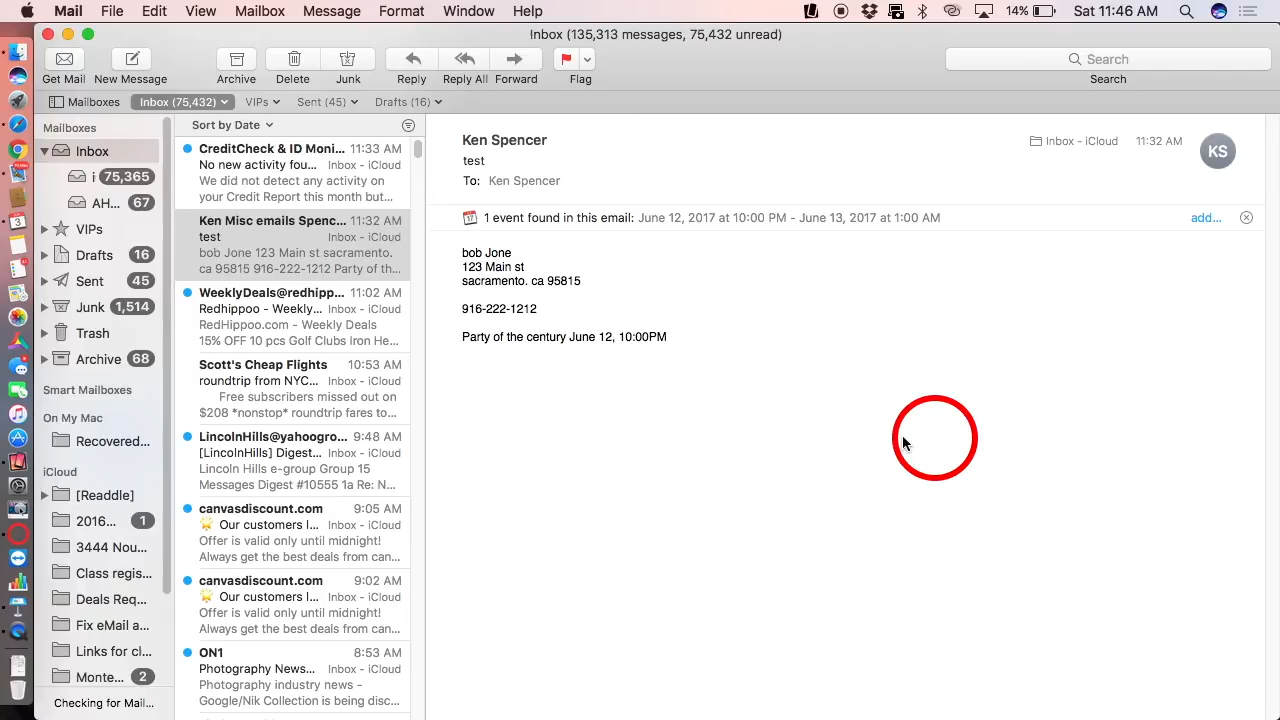 Mail File Edit View Mailbox Message Format Window Help 14% Sat 11:46 AM
Inbox (135,313 messages, 75,432 unread)
Get Mail New Message Archive Delete Junk Reply Reply All Forward Flag Search
Search
Mailboxes Inbox (75,432) VIPs Sent (45) Drafts (16)
Mailboxes
Inbox
i 75,365
AH... 67
VIPs
Drafts 16
Sent 45
Junk 1,514
Trash
Archive 68
Smart Mailboxes
On My Mac
Recovered...
iCloud
[Readdle]
2016... 1
3444 Nou...
Class regis...
Deals Req...
Fix eMail a...
Links for cl...
Monte... 2
Checking for Mail...
Sort by Date
CreditCheck & ID Moni... 11:33 AM
No new activity fou... Inbox - iCloud
We did not detect any activity on
your Credit Report this month but...
Ken Misc emails Spenc... 11:32 AM
test Inbox - iCloud
bob Jone 123 Main st sacramento.
ca 95815 916-222-1212 Party of th...
WeeklyDeals@redhipp... 11:02 AM
Redhippoo - Weekly... Inbox - iCloud
RedHippoo.com - Weekly Deals
15% OFF 10 pcs Golf Clubs Iron He...
Scott's Cheap Flights 10:53 AM
roundtrip from NYC... Inbox - iCloud
Free subscribers missed out on
$208 *nonstop* roundtrip fares to...
LincolnHills@yahoogro... 9:48 AM
[LincolnHills] Digest... Inbox - iCloud
Lincoln Hills e-group Group 15
Messages Digest #10555 1a Re: N...
canvasdiscount.com 9:05 AM
Our customers l... Inbox - iCloud
Offer is valid only until midnight!
Always get the best deals from can...
canvasdiscount.com 9:02 AM
Our customers l... Inbox - iCloud
Offer is valid only until midnight!
Always get the best deals from can...
ON1 8:53 AM
Photography News... Inbox - iCloud
Photography industry news -
Google/Nik Collection is being disc...
Ken Spencer Inbox - iCloud 11:32 AM KS
test
To: Ken Spencer
1 event found in this email: June 12, 2017 at 10:00 PM - June 13, 2017 at 1:00 AM add...
bob Jone
123 Main st
sacramento. ca 95815
916-222-1212
Party of the century June 12, 10:00PM